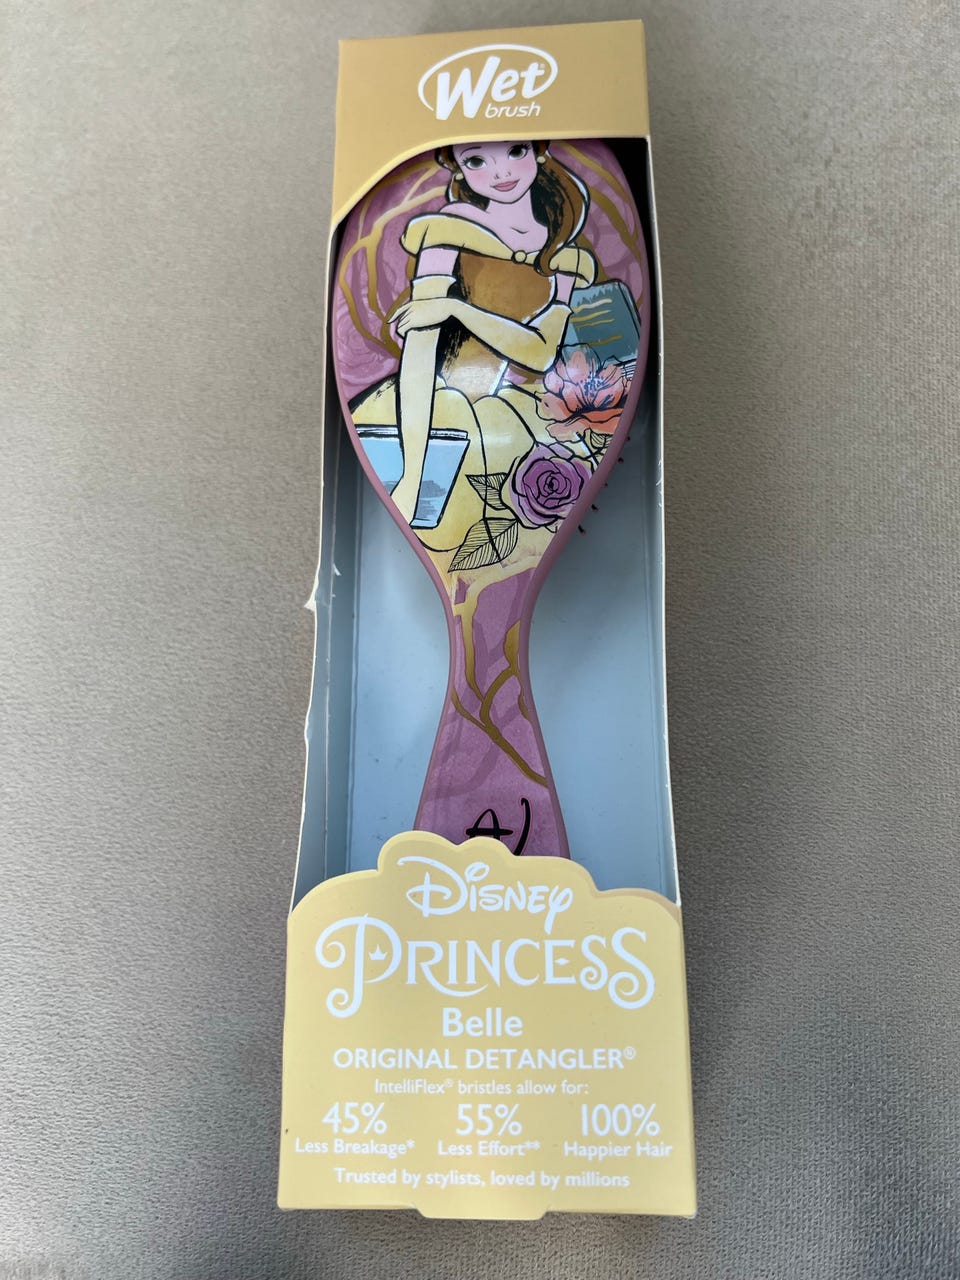 Wet®
brush
Disney
PRINCESS
Belle
ORIGINAL DETANGLER®
IntelliFlex® bristles allow for:
45% 55% 100%
Less Breakage* Less Effort** Happier Hair
Trusted by stylists, loved by millions